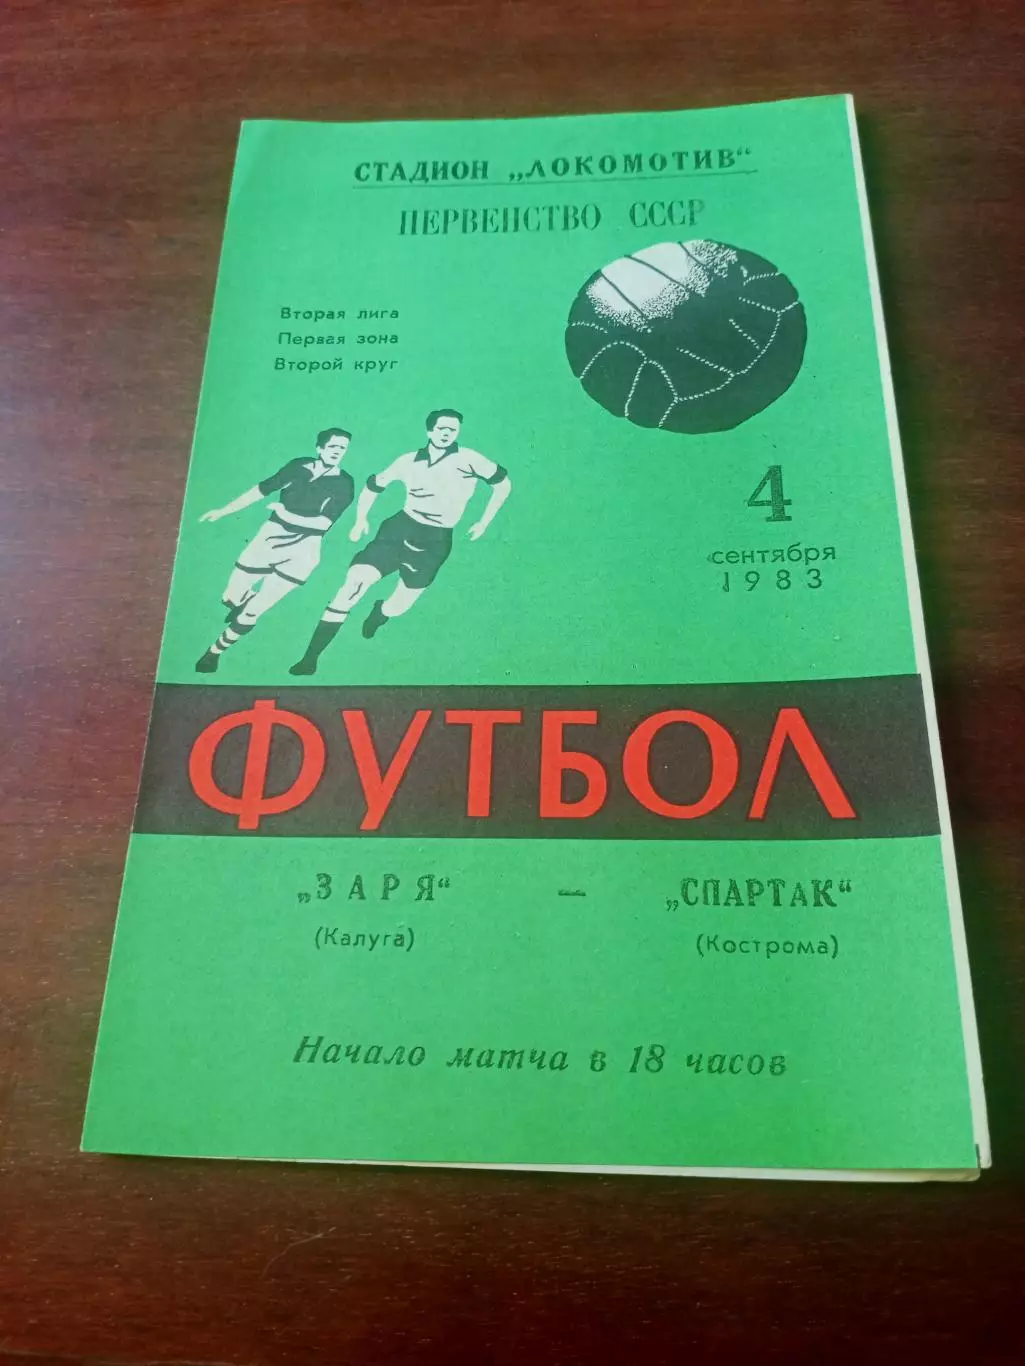 СТАДИОН „ЛОКОМОТИВ“
ПЕРВЕНСТВО СССР
Вторая лига
Первая зона
Второй круг
4
сентября
1983
ФУТБОЛ
„ЗАРЯ“ — „СПАРТАК“
(Калуга) (Кострома)
Начало матча в 18 часов